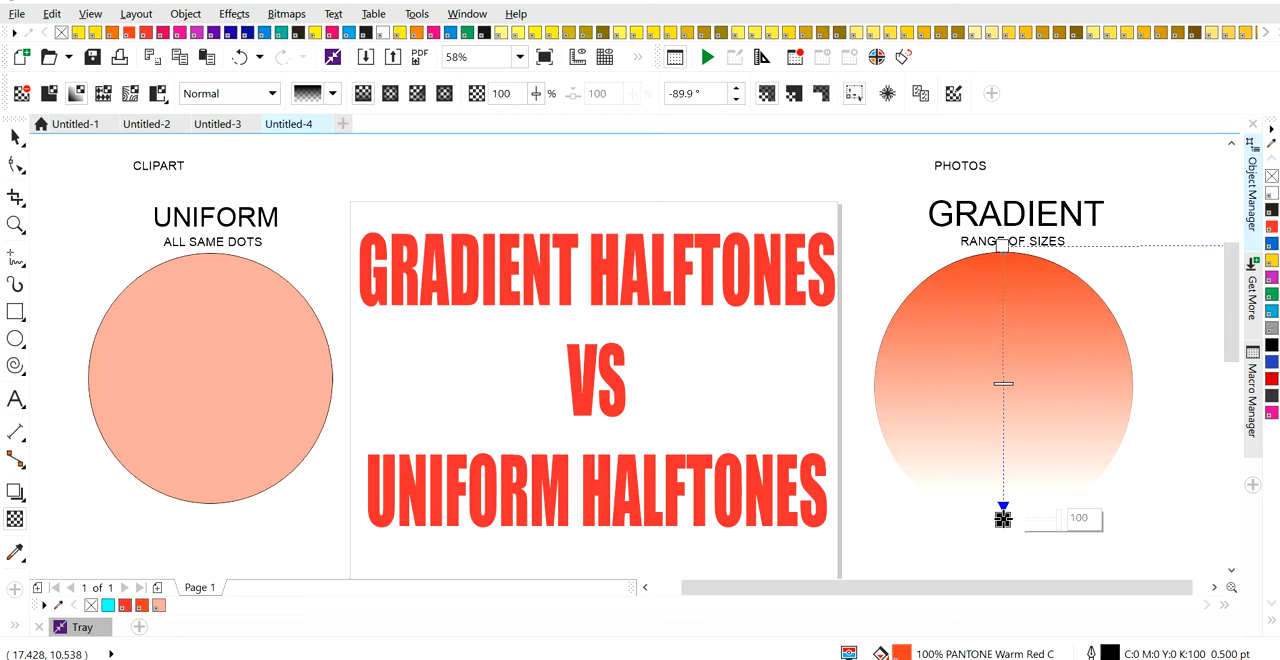 File Edit View Layout Object Effects Bitmaps Text Table Tools Window Help
PDF 58%
Normal 100 % 100 % -89.9 °
Untitled-1 Untitled-2 Untitled-3 Untitled-4
CLIPART
UNIFORM
ALL SAME DOTS
GRADIENT HALFTONES
VS
UNIFORM HALFTONES
PHOTOS
GRADIENT
RANGE OF SIZES
100
Object Manager
Get More
Macro Manager
1 of 1 Page 1
Tray
(17.428, 10.538 ) 100% PANTONE Warm Red C C:0 M:0 Y:0 K:100 0.500 pt